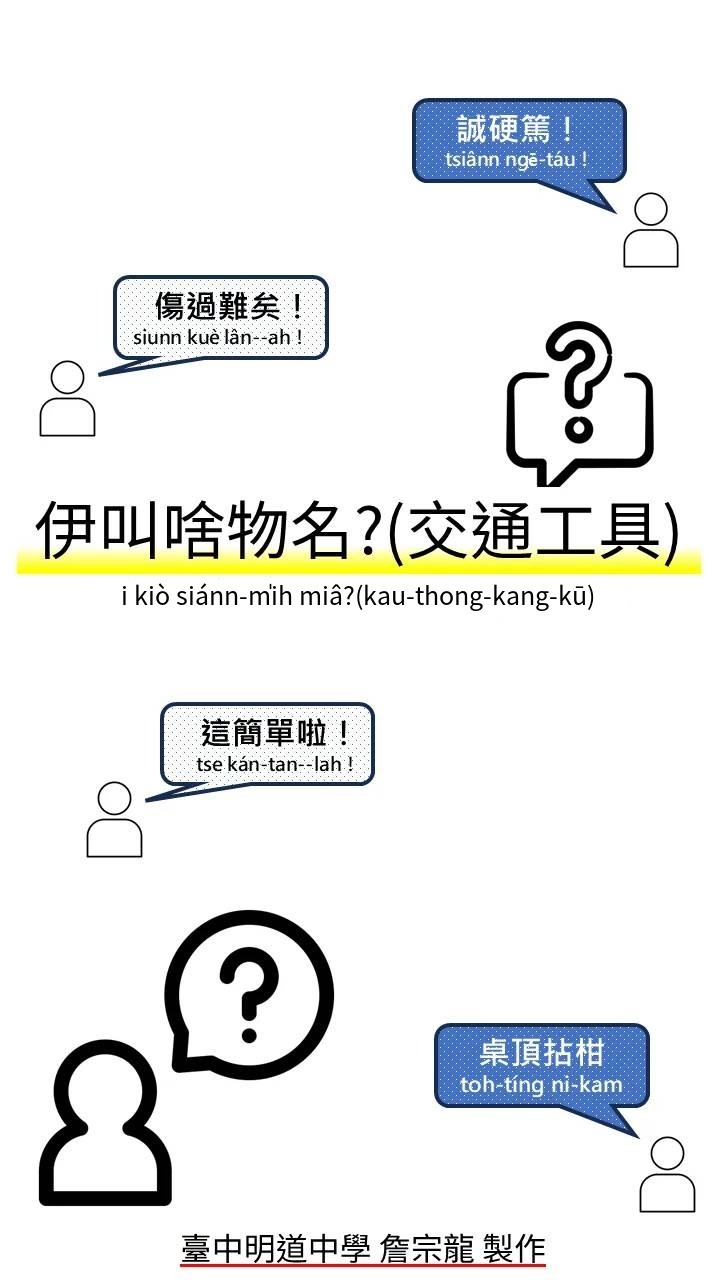 誠硬篤！
tsiânn ngē-táu !
傷過難矣！
siunn kuè lân--ah !
伊叫啥物名?(交通工具)
i kiò siánn-m̍ih miâ?(kau-thong-kang-kū)
這簡單啦！
tse kán-tan--lah !
桌頂拈柑
toh-tíng ni-kam
臺中明道中學 詹宗龍 製作